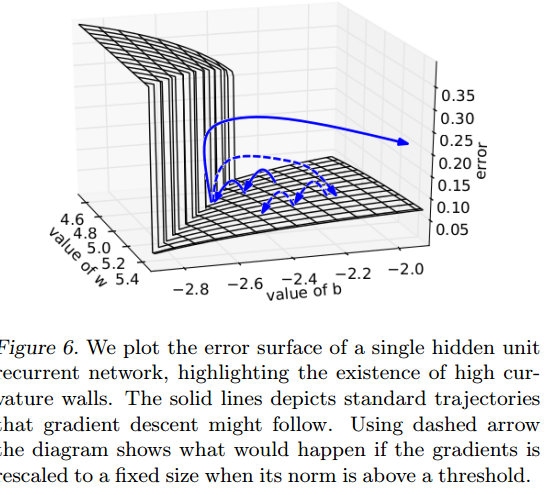 0.35
0.30
0.25
0.20
0.15
0.10
0.05
error
4.6
4.8
5.0
5.2
5.4
value of w
−2.8
−2.6
−2.4
−2.2
−2.0
value of b
Figure 6. We plot the error surface of a single hidden unit
recurrent network, highlighting the existence of high cur-
vature walls. The solid lines depicts standard trajectories
that gradient descent might follow. Using dashed arrow
the diagram shows what would happen if the gradients is
rescaled to a fixed size when its norm is above a threshold.